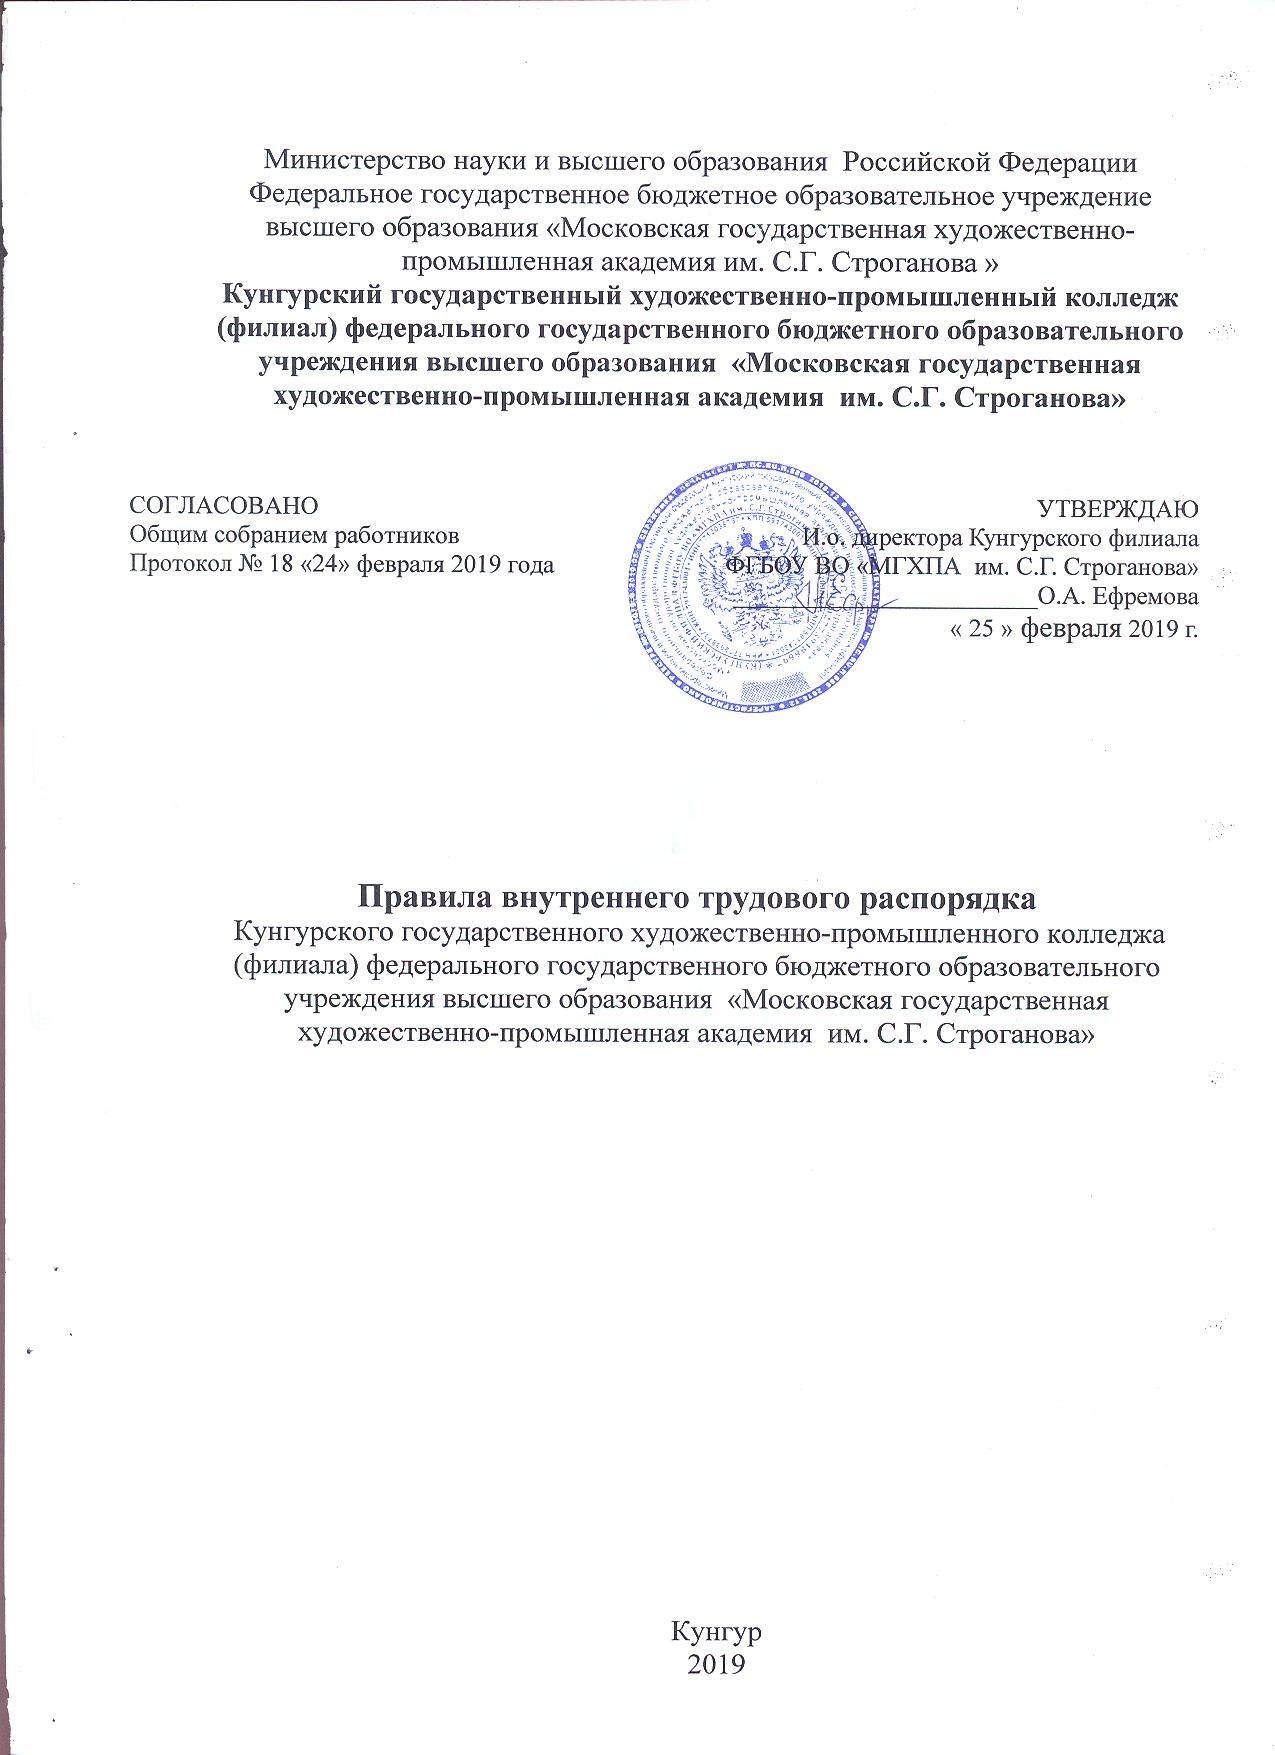 Министерство науки и высшего образования  Российской Федерации
Федеральное государственное бюджетное образовательное учреждение
высшего образования «Московская государственная художественно-
промышленная академия им. С.Г. Строганова »
Кунгурский государственный художественно-промышленный колледж
(филиал) федерального государственного бюджетного образовательного
учреждения высшего образования  «Московская государственная
художественно-промышленная академия  им. С.Г. Строганова»
СОГЛАСОВАНО
Общим собранием работников
Протокол № 18 «24» февраля 2019 года
УТВЕРЖДАЮ
И.о. директора Кунгурского филиала
ФГБОУ ВО «МГХПА  им. С.Г. Строганова»
О.А. Ефремова
« 25 » февраля 2019 г.
Правила внутреннего трудового распорядка
Кунгурского государственного художественно-промышленного колледжа
(филиала) федерального государственного бюджетного образовательного
учреждения высшего образования  «Московская государственная
художественно-промышленная академия  им. С.Г. Строганова»
Кунгур
2019